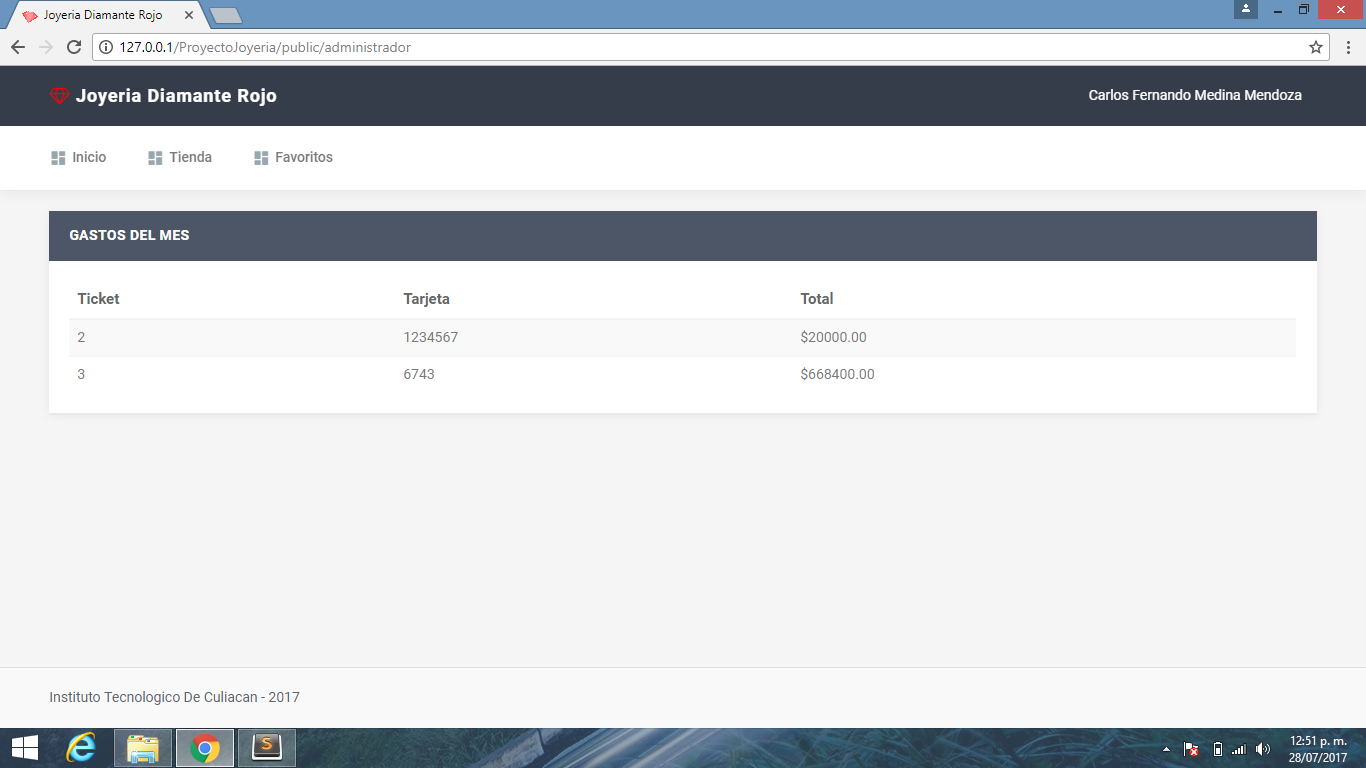 Joyeria Diamante Rojo
127.0.0.1/ProyectoJoyeria/public/administrador
Joyeria Diamante Rojo
Carlos Fernando Medina Mendoza
Inicio
Tienda
Favoritos
GASTOS DEL MES
Ticket Tarjeta Total
2 1234567 $20000.00
3 6743 $668400.00
Instituto Tecnologico De Culiacan - 2017
12:51 p. m.
28/07/2017